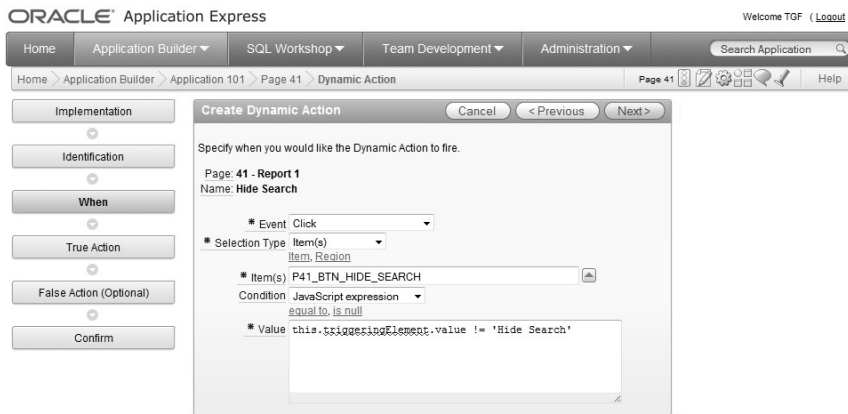 ORACLE Application Express
Welcome TGF ( Logout
Home Application Builder SQL Workshop Team Development Administration Search Application
Home > Application Builder > Application 101 > Page 41 > Dynamic Action Page 41 Help
Implementation
Identification
When
True Action
False Action (Optional)
Confirm
Create Dynamic Action Cancel < Previous Next >
Specify when you would like the Dynamic Action to fire.
Page: 41 - Report 1
Name: Hide Search
* Event Click
* Selection Type Item(s)
Item, Region
* Item(s) P41_BTN_HIDE_SEARCH
Condition JavaScript expression
equal to, is null
* Value this.triggeringElement.value != 'Hide Search'